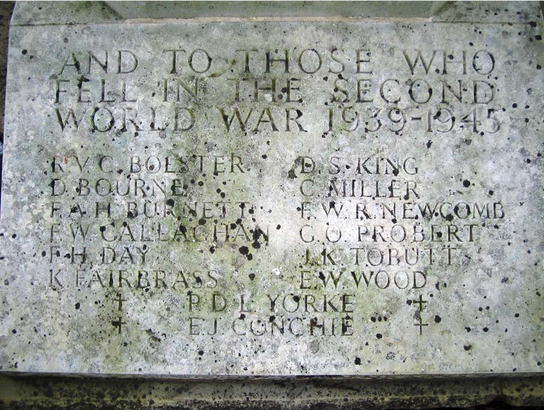 AND TO THOSE WHO
FELL IN THE SECOND
WORLD WAR 1939-1945
R.V.C. BOLSTER D.S. KING
D. BOURNE C. MILLER
F.A.H. BURNETT F.W.R. NEWCOMB
F.W. CALLAGHAN G.O. PROBERT
F.H. DAY J.K. TOBUTT
K. FAIRBRASS E.W. WOOD
P.D.L. YORKE
E.J. CONCHIE